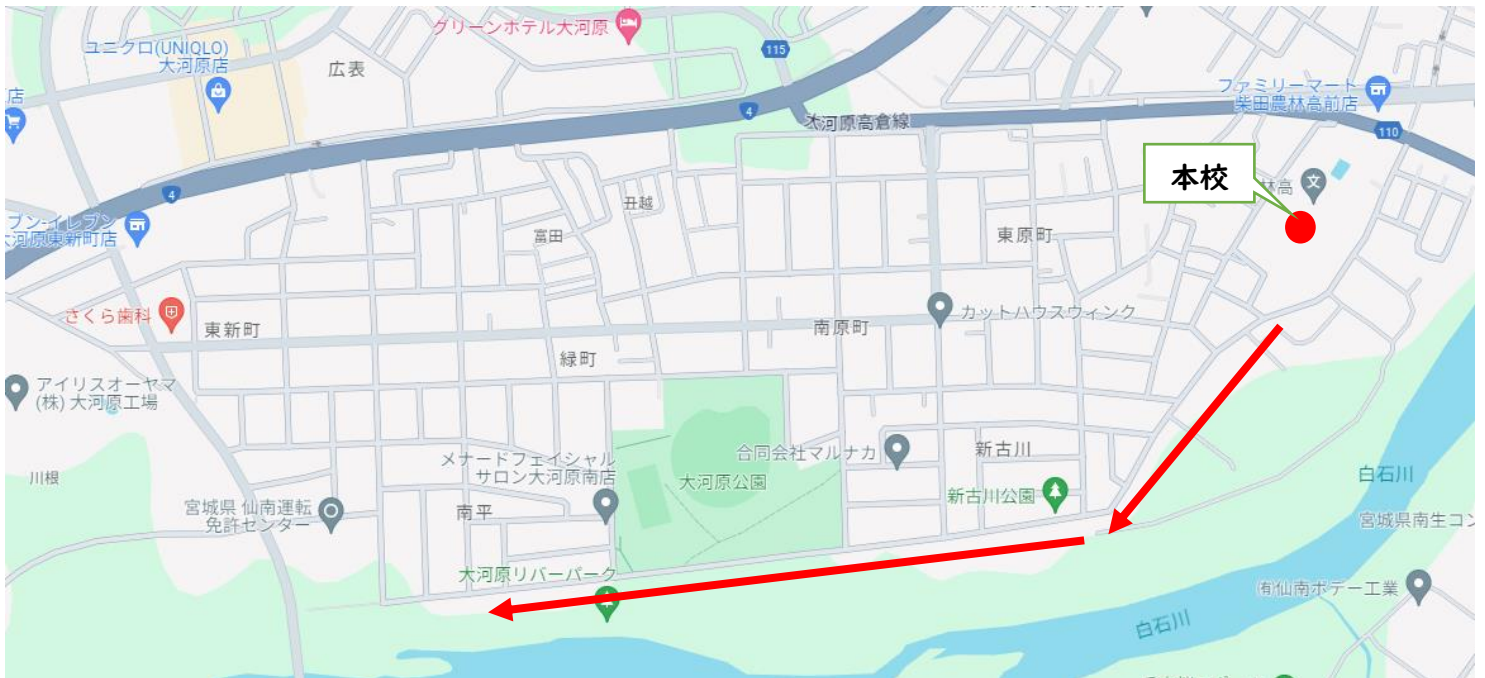 グリーンホテル大河原
ユニクロ(UNIQLO)
大河原店
広表
115
店
4
大河原高倉線
ファミリーマート
柴田農林高前店
110
本校
林高
文
4
ブン-イレブン
大河原東新町店
丑越
富田
東原町
さくら歯科
東新町
南原町
カットハウスウィンク
緑町
アイリスオーヤマ
(株) 大河原工場
合同会社マルナカ
新古川
メナードフェイシャル
サロン大河原南店
大河原公園
川根
白石川
新古川公園
宮城県 仙南運転
免許センター
南平
宮城県南生コン
大河原リバーパーク
㈲仙南ボデー工業
白石川